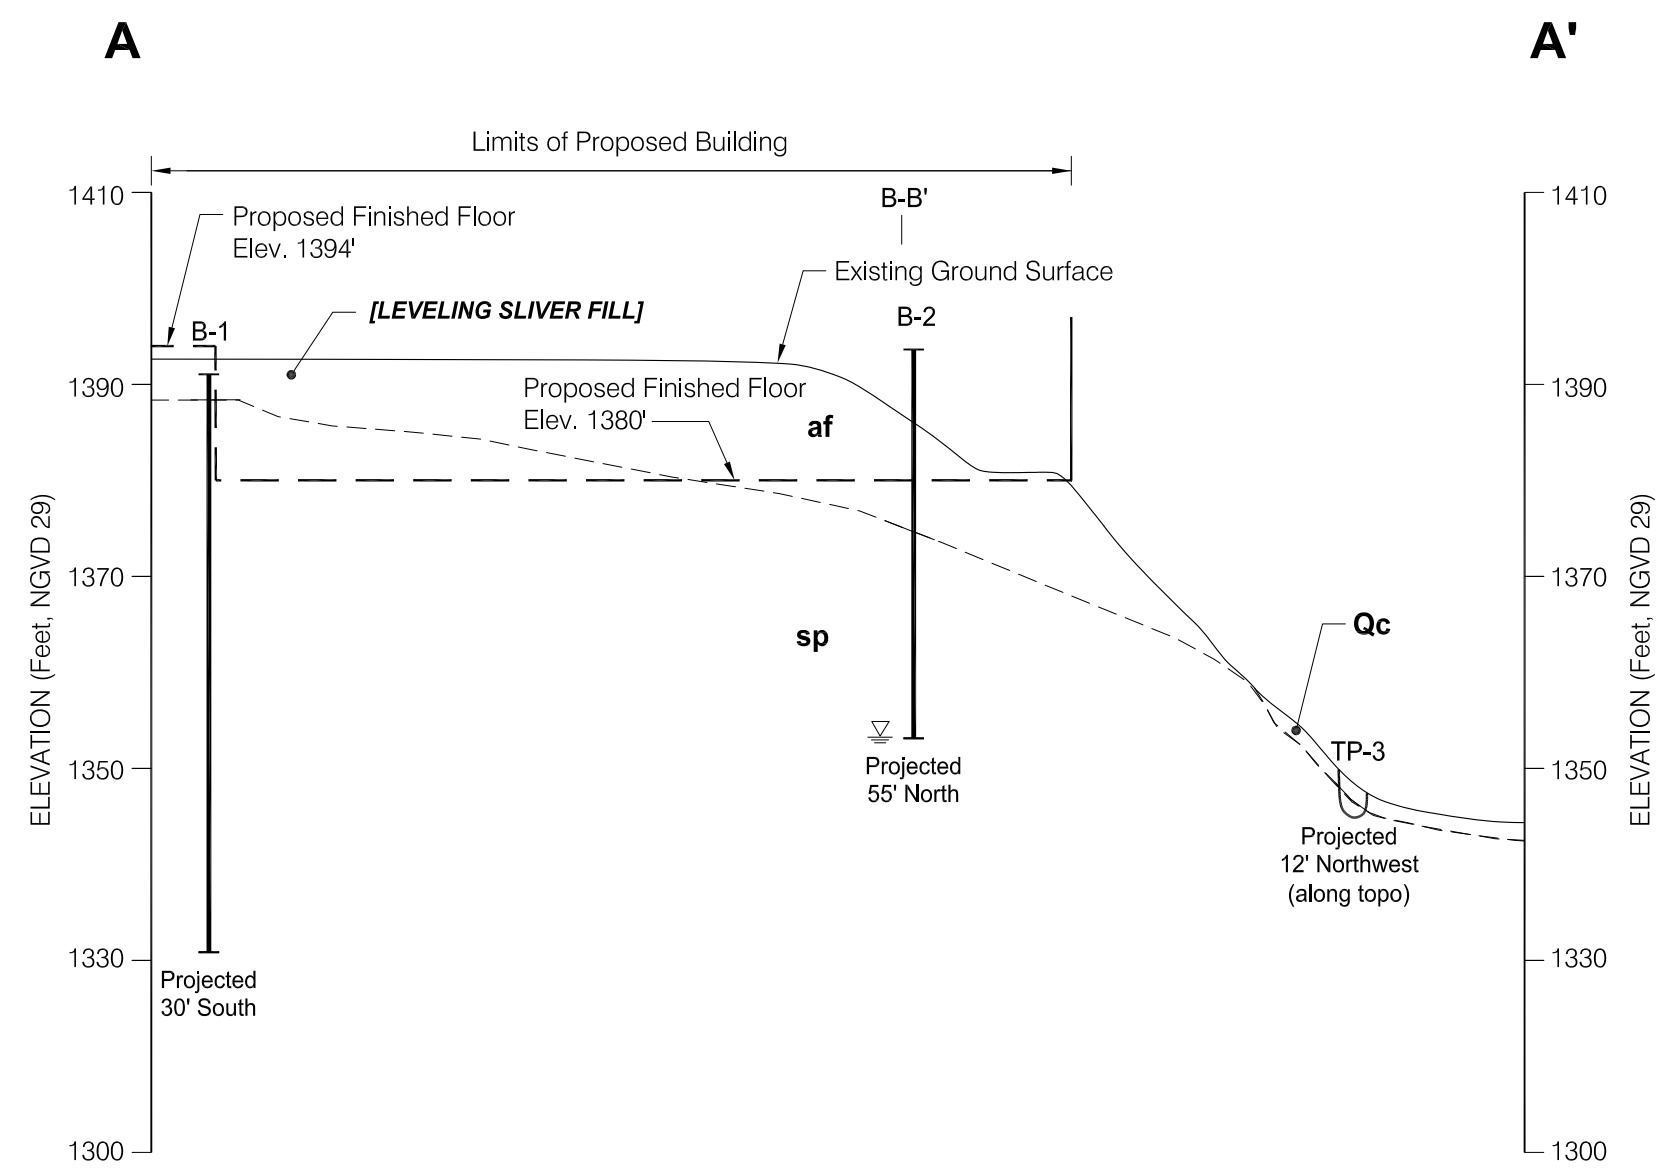 A
A'
Limits of Proposed Building
1410
B-B'
1410
Proposed Finished Floor
Elev. 1394'
Existing Ground Surface
[LEVELING SLIVER FILL]
B-1
B-2
1390
Proposed Finished Floor
Elev. 1380'
1390
af
ELEVATION (Feet, NGVD 29)
ELEVATION (Feet, NGVD 29)
1370
1370
sp
Qc
TP-3
1350
Projected
55' North
1350
Projected
12' Northwest
(along topo)
1330
1330
Projected
30' South
1300
1300